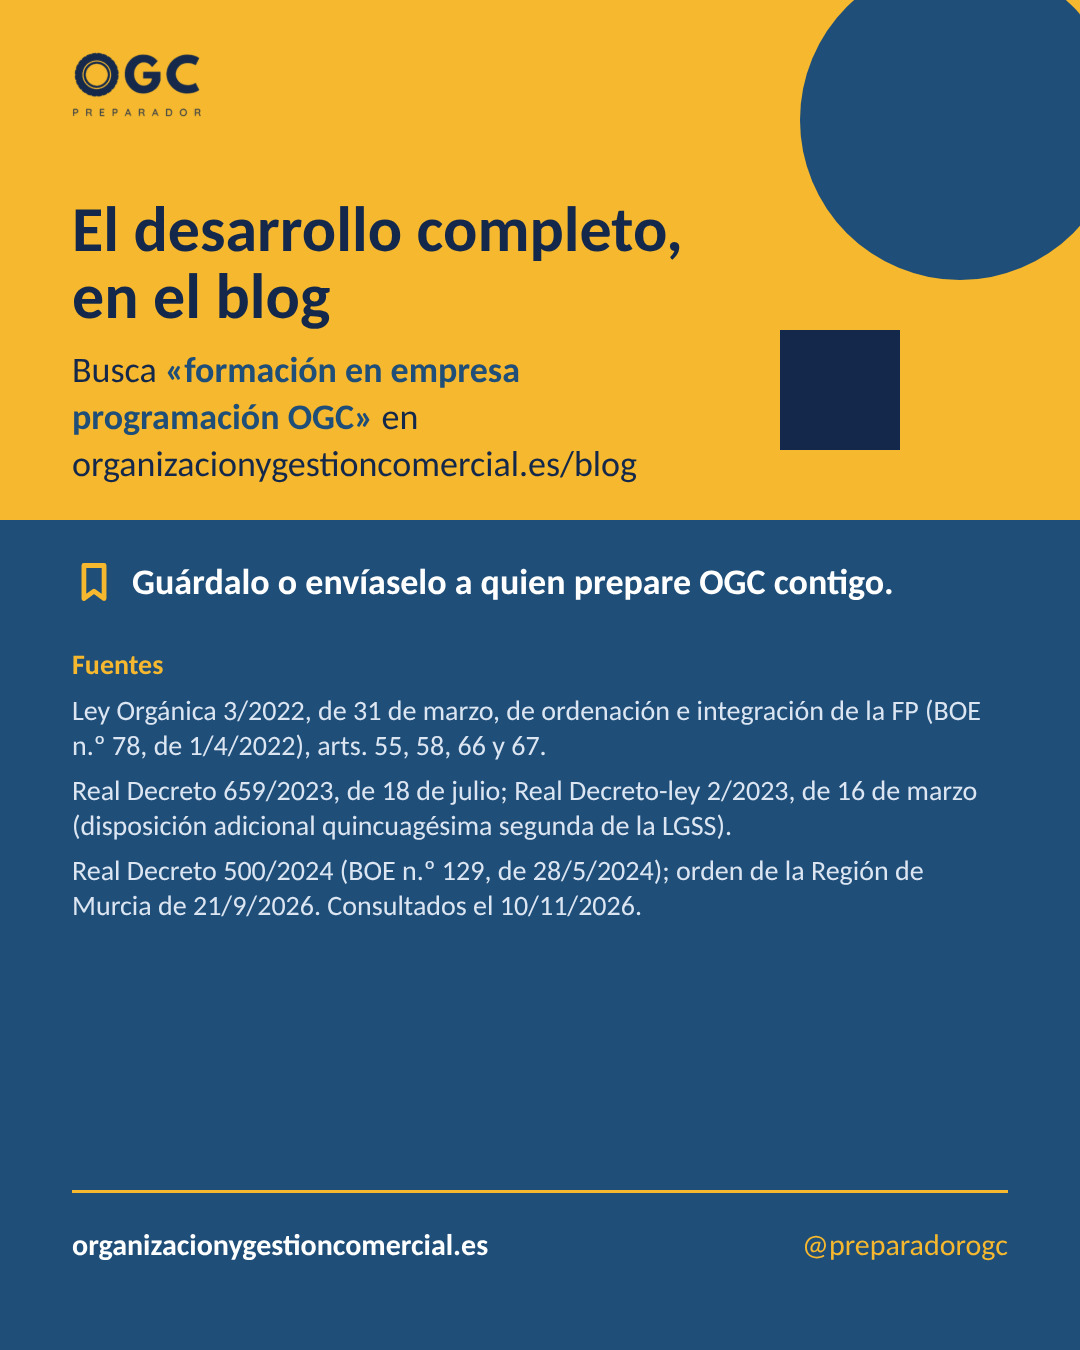 OGC
PREPARADOR
El desarrollo completo,
en el blog
Busca «formación en empresa
programación OGC» en
organizacionygestioncomercial.es/blog
Guárdalo o envíaselo a quien prepare OGC contigo.
Fuentes
Ley Orgánica 3/2022, de 31 de marzo, de ordenación e integración de la FP (BOE
n.º 78, de 1/4/2022), arts. 55, 58, 66 y 67.
Real Decreto 659/2023, de 18 de julio; Real Decreto-ley 2/2023, de 16 de marzo
(disposición adicional quincuagésima segunda de la LGSS).
Real Decreto 500/2024 (BOE n.º 129, de 28/5/2024); orden de la Región de
Murcia de 21/9/2026. Consultados el 10/11/2026.
organizacionygestioncomercial.es
@preparadorogc